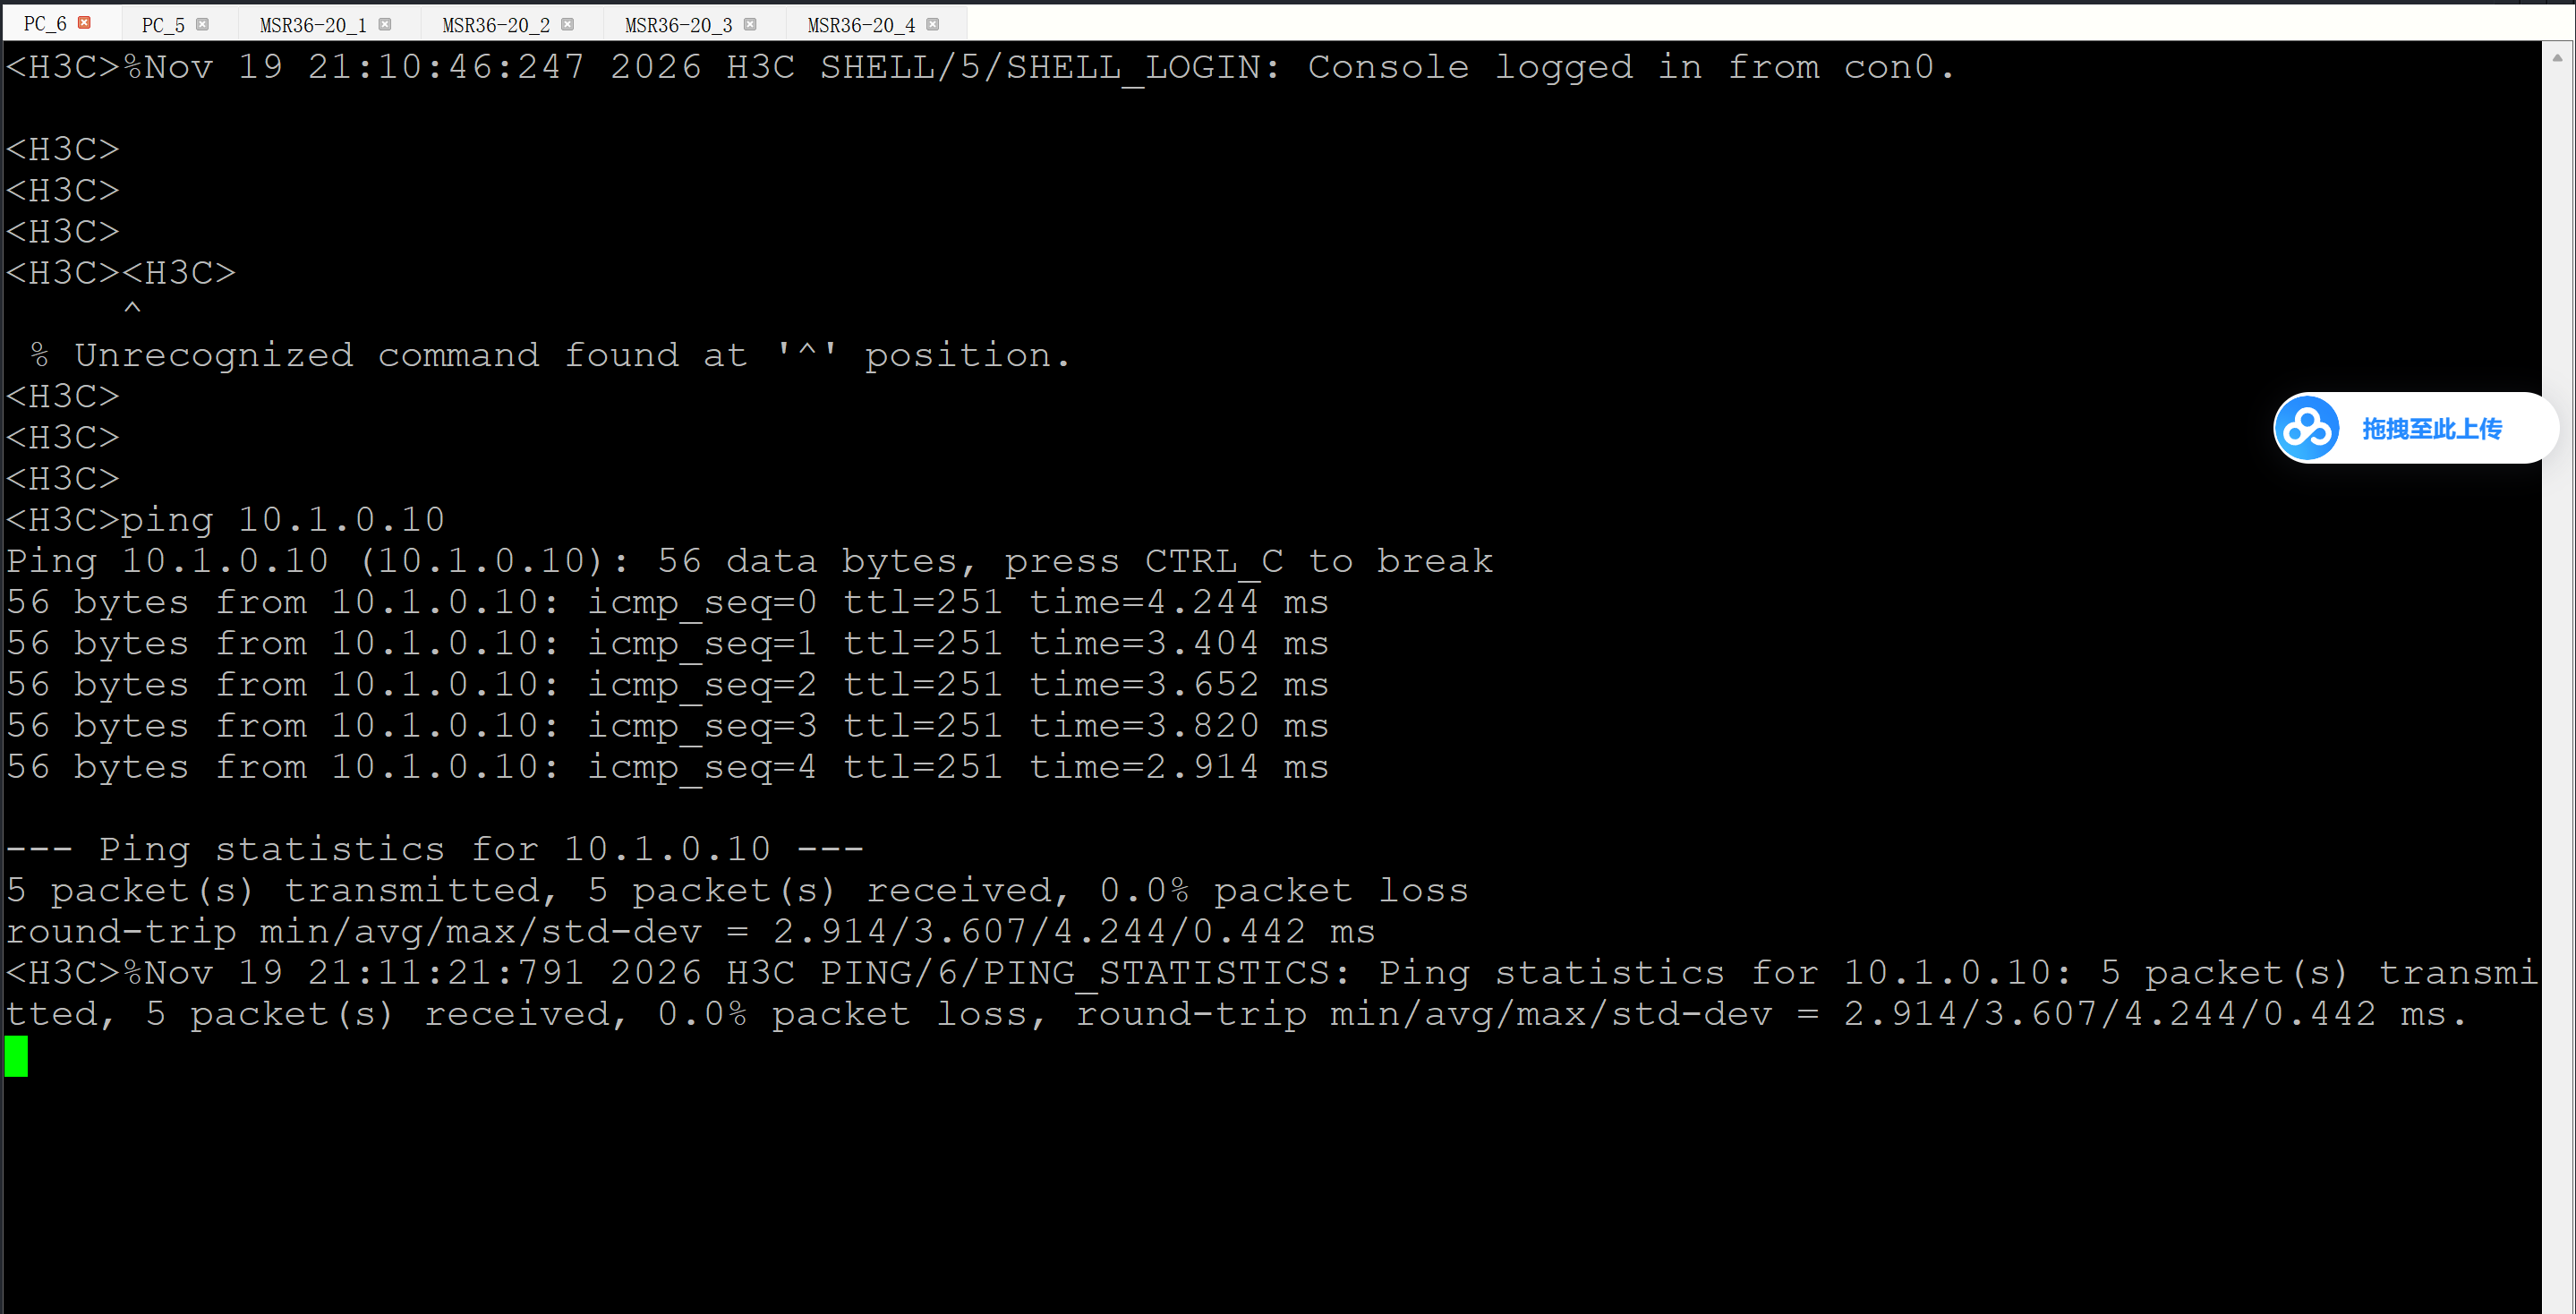 PC_6 PC_5 MSR36-20_1 MSR36-20_2 MSR36-20_3 MSR36-20_4
<H3C>%Nov 19 21:10:46:247 2026 H3C SHELL/5/SHELL_LOGIN: Console logged in from con0.
<H3C>
<H3C>
<H3C>
<H3C><H3C>
^
% Unrecognized command found at '^' position.
<H3C>
<H3C>
拖拽至此上传
<H3C>
<H3C>ping 10.1.0.10
Ping 10.1.0.10 (10.1.0.10): 56 data bytes, press CTRL_C to break
56 bytes from 10.1.0.10: icmp_seq=0 ttl=251 time=4.244 ms
56 bytes from 10.1.0.10: icmp_seq=1 ttl=251 time=3.404 ms
56 bytes from 10.1.0.10: icmp_seq=2 ttl=251 time=3.652 ms
56 bytes from 10.1.0.10: icmp_seq=3 ttl=251 time=3.820 ms
56 bytes from 10.1.0.10: icmp_seq=4 ttl=251 time=2.914 ms
--- Ping statistics for 10.1.0.10 ---
5 packet(s) transmitted, 5 packet(s) received, 0.0% packet loss
round-trip min/avg/max/std-dev = 2.914/3.607/4.244/0.442 ms
<H3C>%Nov 19 21:11:21:791 2026 H3C PING/6/PING_STATISTICS: Ping statistics for 10.1.0.10: 5 packet(s) transmi
tted, 5 packet(s) received, 0.0% packet loss, round-trip min/avg/max/std-dev = 2.914/3.607/4.244/0.442 ms.